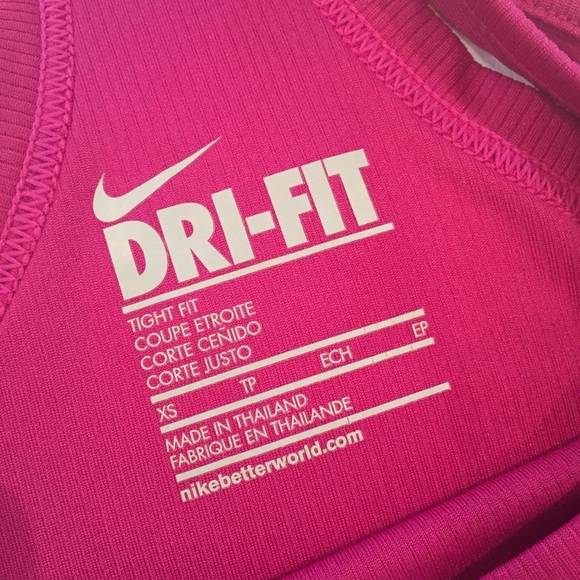 DRI-FIT
TIGHT FIT
COUPE ETROITE
CORTE CEÑIDO
CORTE JUSTO
XS TP ECH EP
MADE IN THAILAND
FABRIQUE EN THAILANDE
nikebetterworld.com